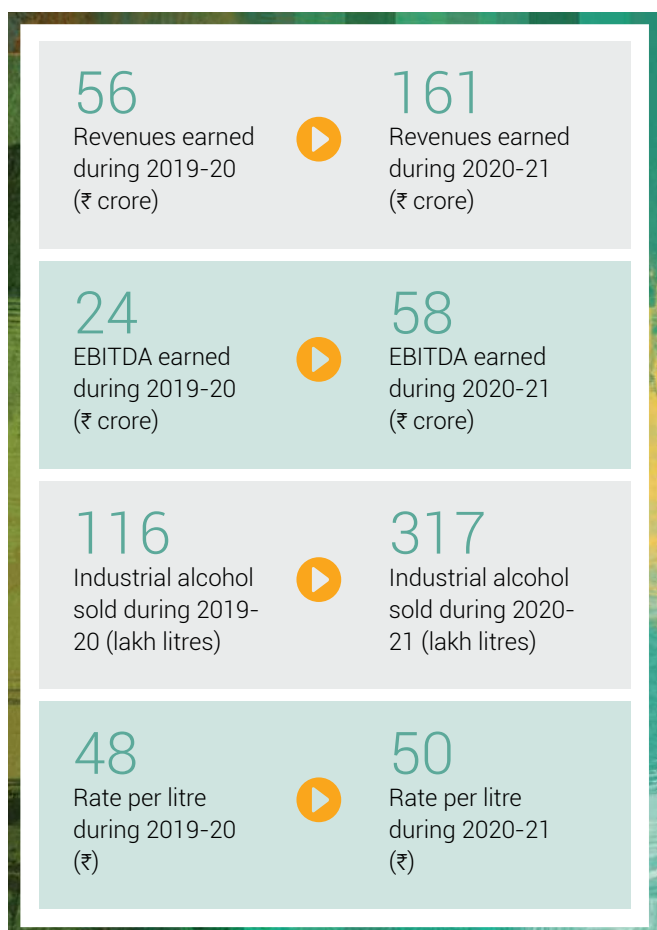 56
Revenues earned
during 2019-20
(₹ crore)
161
Revenues earned
during 2020-21
(₹ crore)
24
EBITDA earned
during 2019-20
(₹ crore)
58
EBITDA earned
during 2020-21
(₹ crore)
116
Industrial alcohol
sold during 2019-
20 (lakh litres)
317
Industrial alcohol
sold during 2020-
21 (lakh litres)
48
Rate per litre
during 2019-20
(₹)
50
Rate per litre
during 2020-21
(₹)